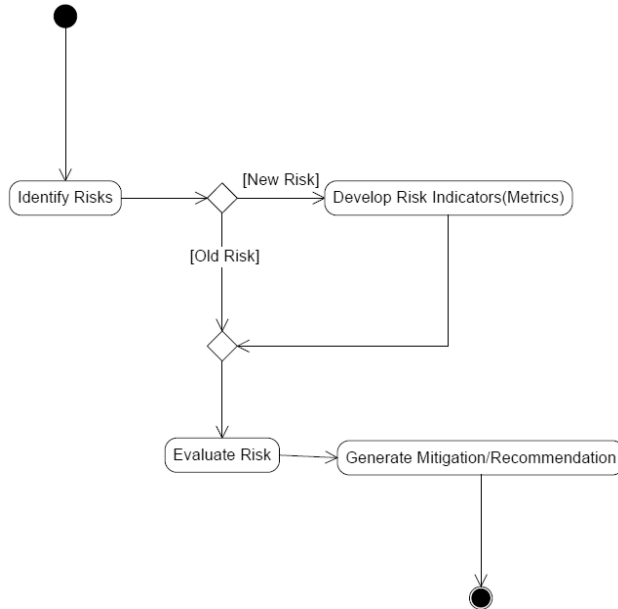 [New Risk]
Identify Risks
Develop Risk Indicators(Metrics)
[Old Risk]
Evaluate Risk
Generate Mitigation/Recommendation